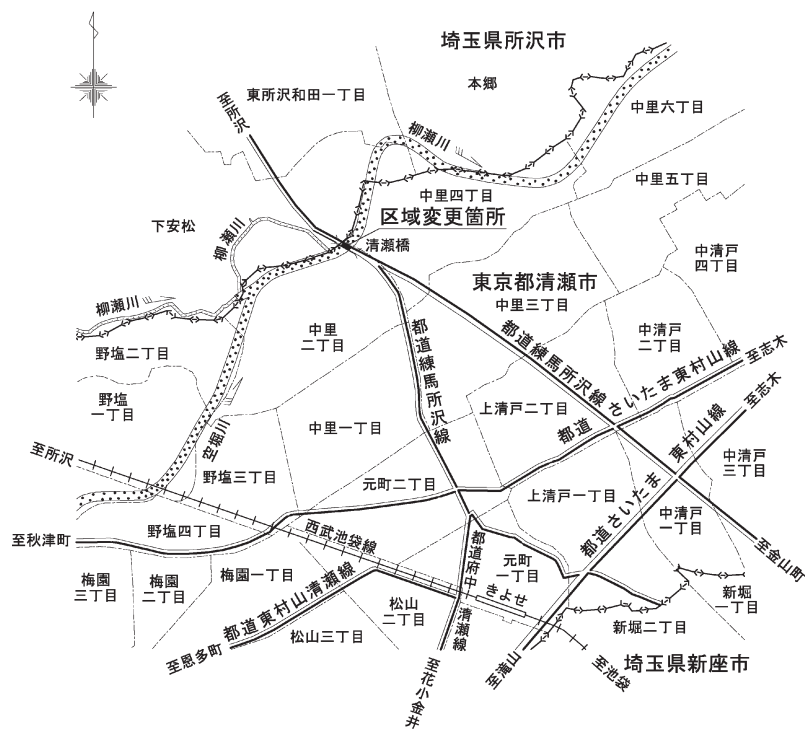 埼玉県所沢市
本郷
東所沢和田一丁目
至所沢
中里六丁目
柳瀬川
中里五丁目
中里四丁目
区域変更箇所
下安松
柳瀬川
清瀬橋
中清戸
四丁目
東京都清瀬市
中里三丁目
柳瀬川
中里
二丁目
都道練馬所沢線
都道練馬所沢線
中清戸
二丁目
野塩二丁目
さいたま東村山線
至志木
野塩
一丁目
至志木
上清戸二丁目
都道
東村山線
中里一丁目
空堀川
至所沢
中清戸
三丁目
野塩三丁目
元町二丁目
上清戸一丁目
都道さいたま
中清戸
一丁目
野塩四丁目
西武池袋線
至秋津町
至金山町
都道府中
清瀬線
元町
一丁目
梅園
三丁目
梅園
二丁目
梅園一丁目
きよせ
新堀
一丁目
都道東村山清瀬線
松山
二丁目
新堀二丁目
松山三丁目
至恩多町
至花小金井
至滝山
至池袋
埼玉県新座市